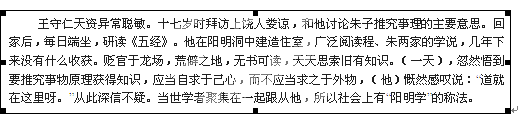 王守仁天资异常聪敏。十七岁时拜访上饶人娄谅，和他讨论朱子推究事理的主要意思。回
家后，每日端坐，研读《五经》。他在阳明洞中建造住室，广泛阅读程、朱两家的学说，几年下
来没有什么收获。贬官于龙场，荒僻之地，无书可读，天天思索旧有知识。（一天），忽然悟到
要推究事物原理获得知识，应当自求于己心，而不应当求之于外物，（他）慨然感叹说：“道就
在这里呀。”从此深信不疑。当世学者聚集在一起跟从他，所以社会上有“阳明学”的称法。